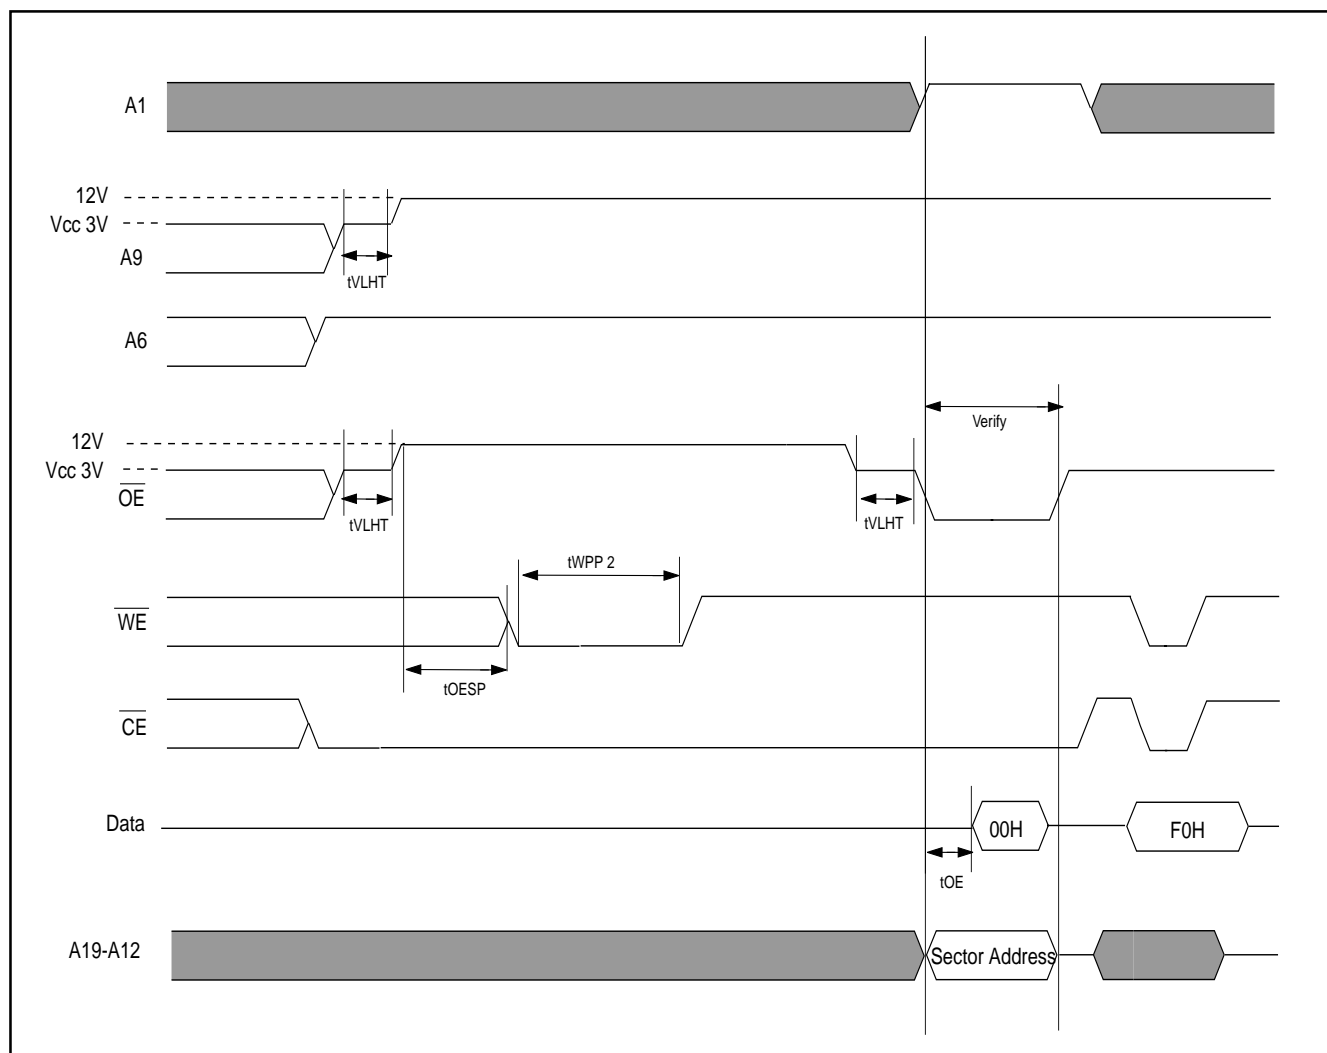 A1
12V
Vcc 3V
A9
tVLHT
A6
Verify
12V
Vcc 3V
OE
tVLHT
tVLHT
tWPP 2
WE
tOESP
CE
Data
00H
F0H
tOE
A19-A12
Sector Address